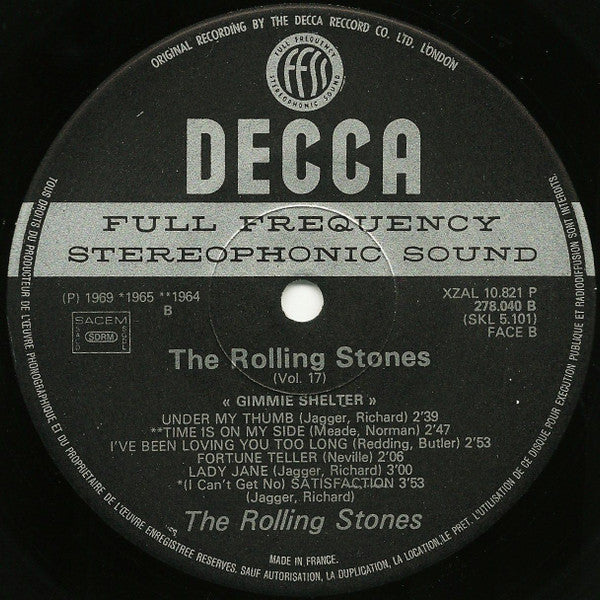 ORIGINAL RECORDING BY THE DECCA RECCORD CO. LTD. LONDON
FULL FREQUENCY
FFSS
STEREOPHONIC SOUND
DECCA
FULL FREQUENCY
STEREOPHONIC SOUND
(P) 1969 *1965 **1964
B
SACEM
SDRM
XZAL 10.821 P
278.040 B
(SKL 5.101)
FACE B
The Rolling Stones
(Vol. 17)
« GIMMIE SHELTER »
UNDER MY THUMB (Jagger, Richard) 2'39
**TIME IS ON MY SIDE (Meade, Norman) 2'47
I'VE BEEN LOVING YOU TOO LONG (Redding, Butler) 2'53
FORTUNE TELLER (Neville) 2'06
LADY JANE (Jagger, Richard) 3'00
*(I Can't Get No) SATISFACTION 3'53
(Jagger, Richard)
The Rolling Stones
MADE IN FRANCE.
TOUS DROITS DU PRODUCTEUR DE L'ŒUVRE PHONOGRAPHIQUE ET DU PROPRIETAIRE DE L'ŒUVRE ENREGISTREE RESERVES. SAUF AUTORISATION, LA DUPLICATION, LA LOCATION, LE PRET, L'UTILISATION DE CE DISQUE POUR EXECUTION PUBLIQUE ET RADIODIFFUSION SONT INTERDITS.